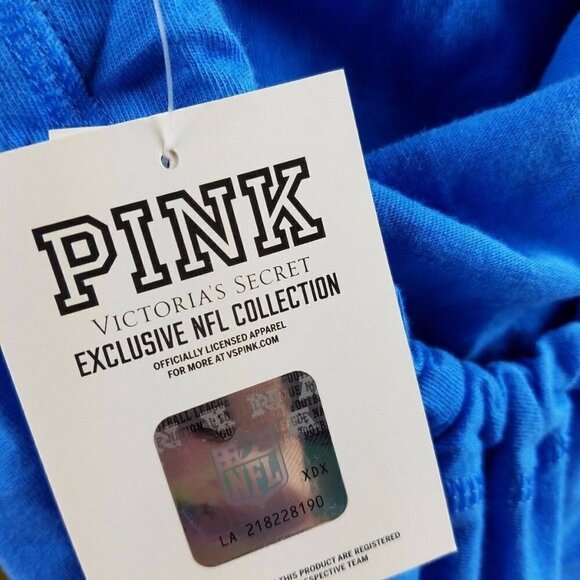 PINK
VICTORIA'S SECRET
EXCLUSIVE NFL COLLECTION
OFFICIALLY LICENSED APPAREL
FOR MORE AT VSPINK.COM
NFL
XDX
LA 218228190
THIS PRODUCT ARE REGISTERED
RESPECTIVE TEAM